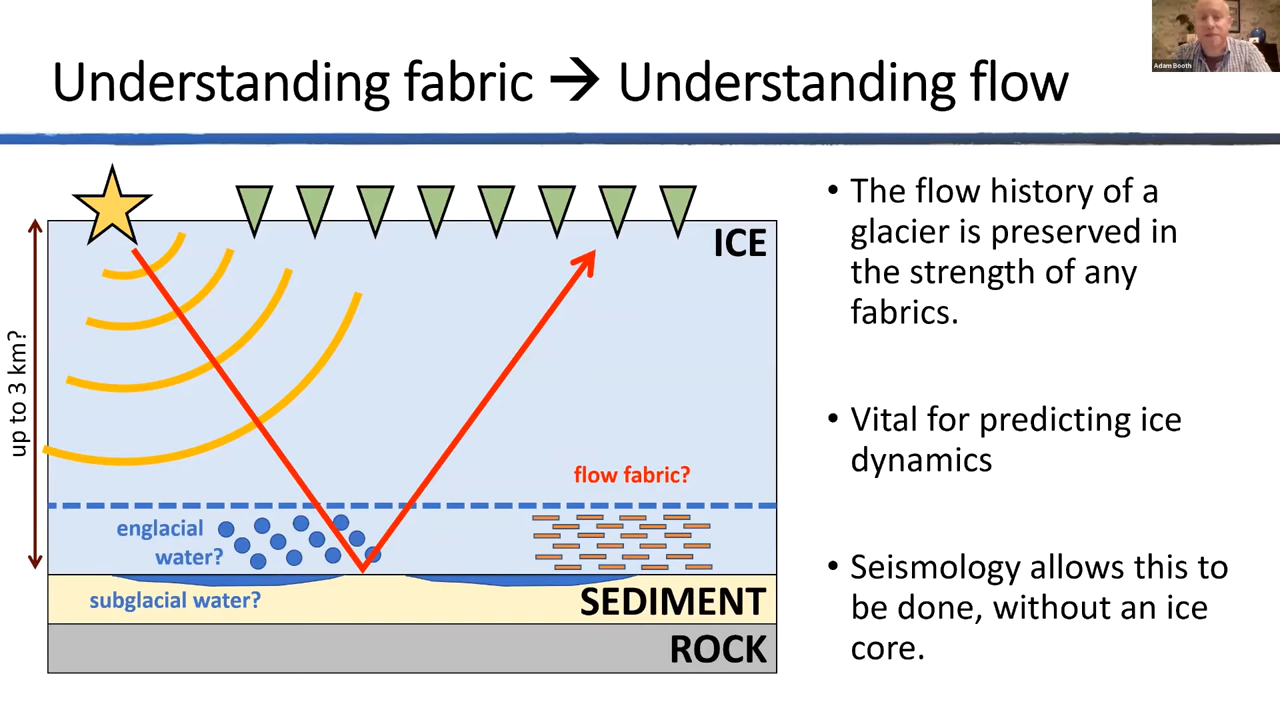 Adam Booth
Understanding fabric → Understanding flow
ICE
up to 3 km?
flow fabric?
englacial
water?
subglacial water?
SEDIMENT
ROCK
• The flow history of a
glacier is preserved in
the strength of any
fabrics.
• Vital for predicting ice
dynamics
• Seismology allows this to
be done, without an ice
core.